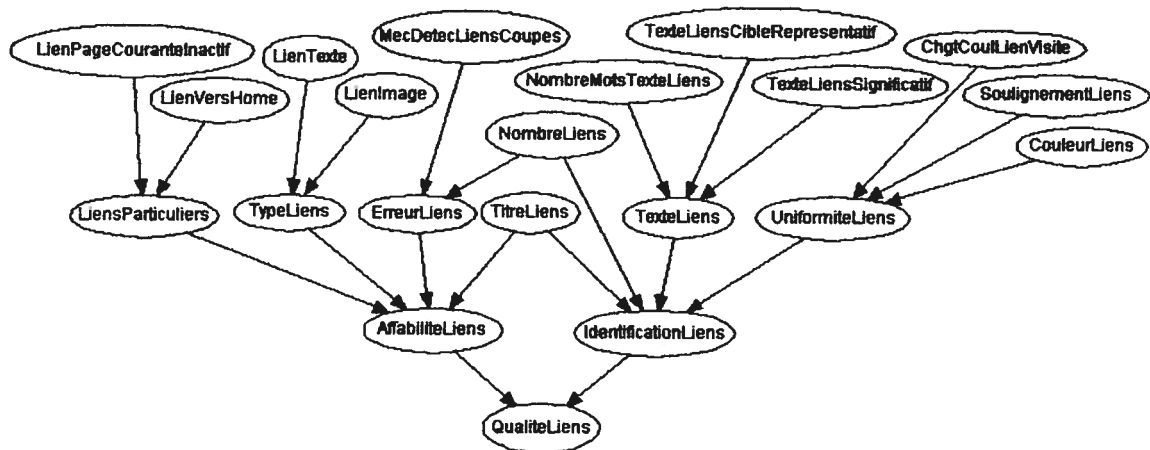 LienPageCouranteInactif
LienTexte
MecDetecLiensCoupes
TexteLiensCibleRepresentatif
ChgtCoulLienVisite
LienVersHome
LienImage
NombreMotsTexteLiens
TexteLiensSignificatif
SoulignementLiens
NombreLiens
CouleurLiens
LiensParticuliers
TypeLiens
ErreurLiens
TitreLiens
TexteLiens
UniformiteLiens
AffabiliteLiens
IdentificationLiens
QualiteLiens